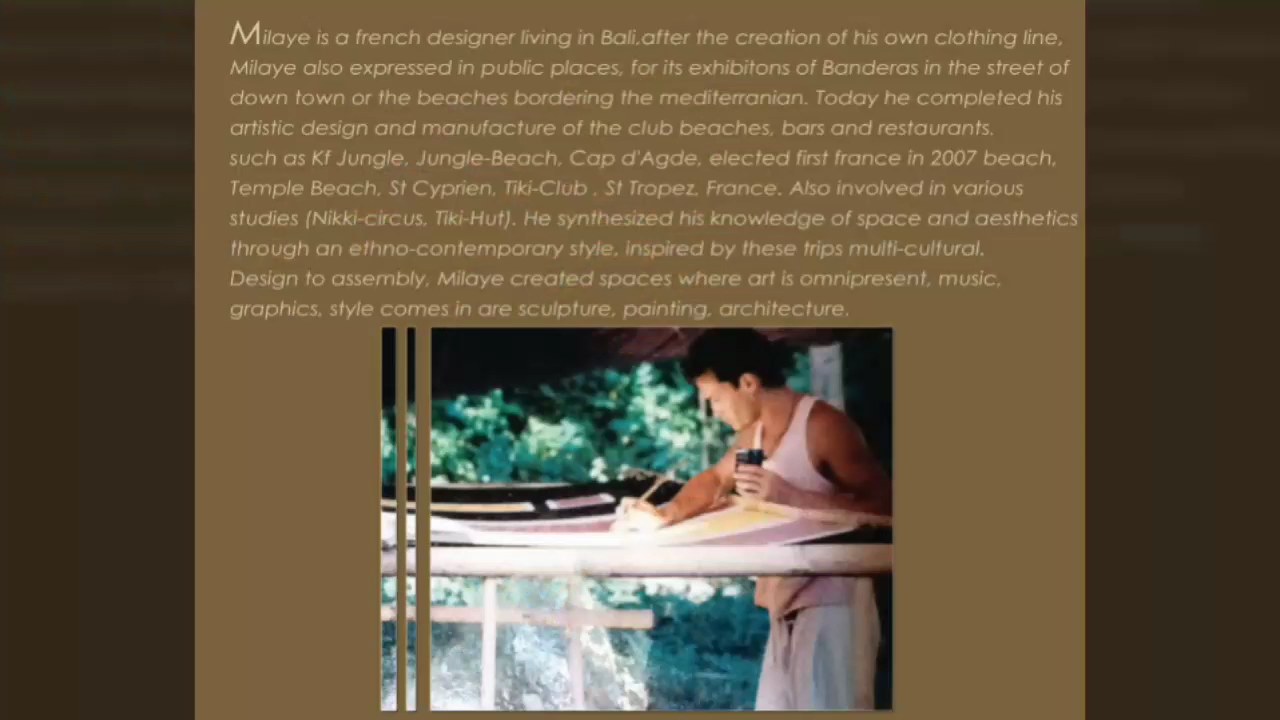 Milaye is a french designer living in Bali,after the creation of his own clothing line,
Milaye also expressed in public places, for its exhibitons of Banderas in the street of
down town or the beaches bordering the mediterranian. Today he completed his
artistic design and manufacture of the club beaches, bars and restaurants.
such as Kf Jungle, Jungle-Beach, Cap d'Agde, elected first france in 2007 beach,
Temple Beach, St Cyprien, Tiki-Club , St Tropez, France. Also involved in various
studies (Nikki-circus, Tiki-Hut). He synthesized his knowledge of space and aesthetics
through an ethno-contemporary style, inspired by these trips multi-cultural.
Design to assembly, Milaye created spaces where art is omnipresent, music,
graphics, style comes in are sculpture, painting, architecture.